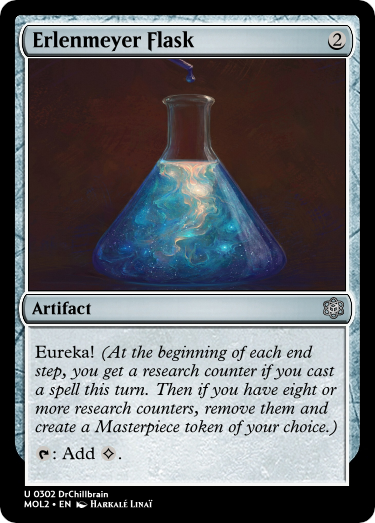 Erlenmeyer Flask 2
Artifact
Eureka! (At the beginning of each end
step, you get a research counter if you cast
a spell this turn. Then if you have eight or
more research counters, remove them and
create a Masterpiece token of your choice.)
: Add .
U 0302 DrChillbrain
MOL2 • EN Harkalé Linaï